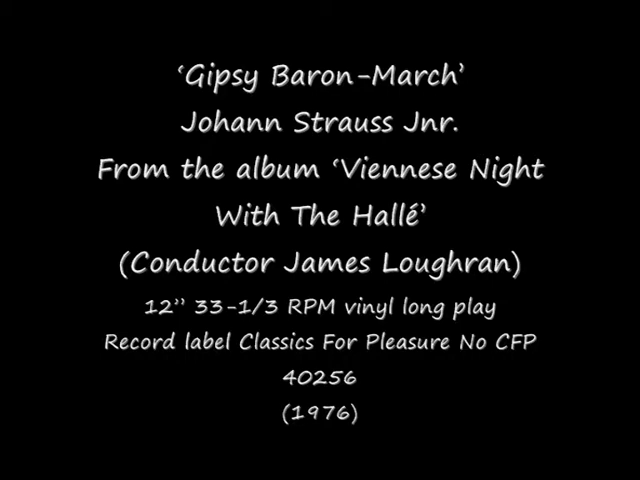 ‘Gipsy Baron-March’
Johann Strauss Jnr.
From the album ‘Viennese Night
With The Hallé’
(Conductor James Loughran)
12” 33-1/3 RPM vinyl long play
Record label Classics For Pleasure No CFP
40256
(1976)